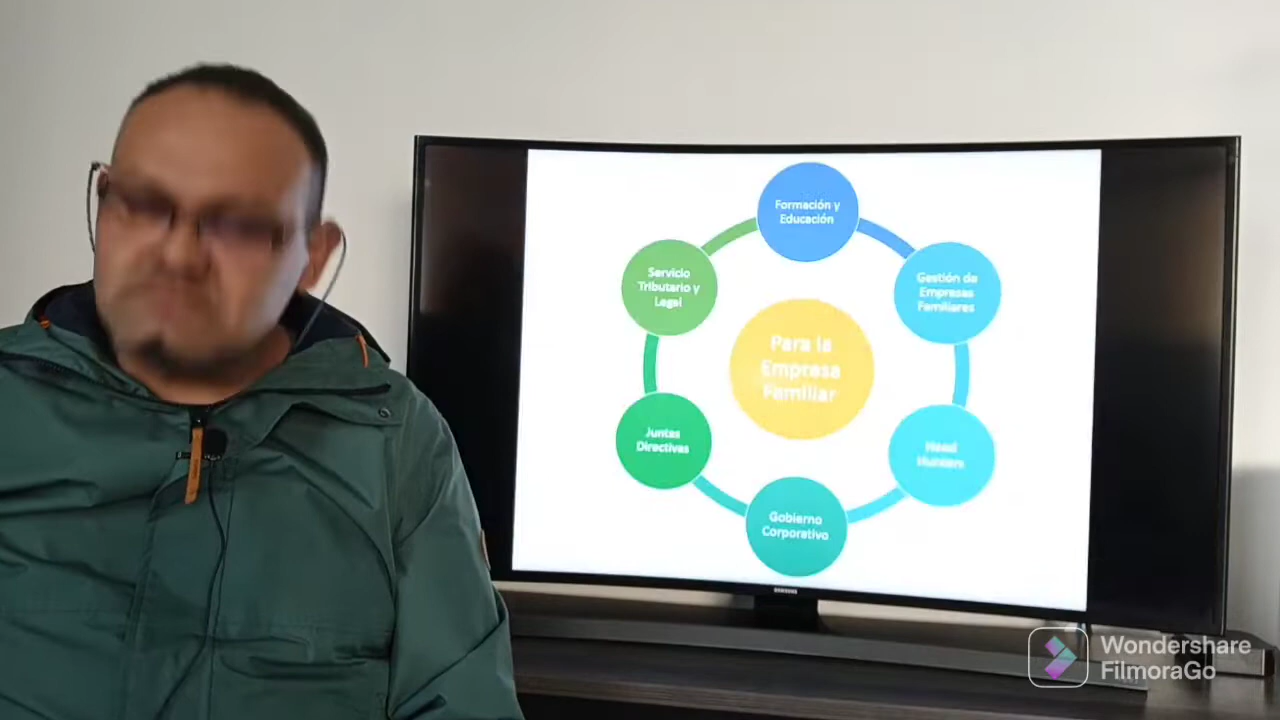 Formación y
Educación
Gestión de
Empresas
Familiares
Head
Hunters
Gobierno
Corporativo
Juntas
Directivas
Servicio
Tributario y
Legal
Para la
Empresa
Familiar
SAMSUNG
Wondershare
FilmoraGo